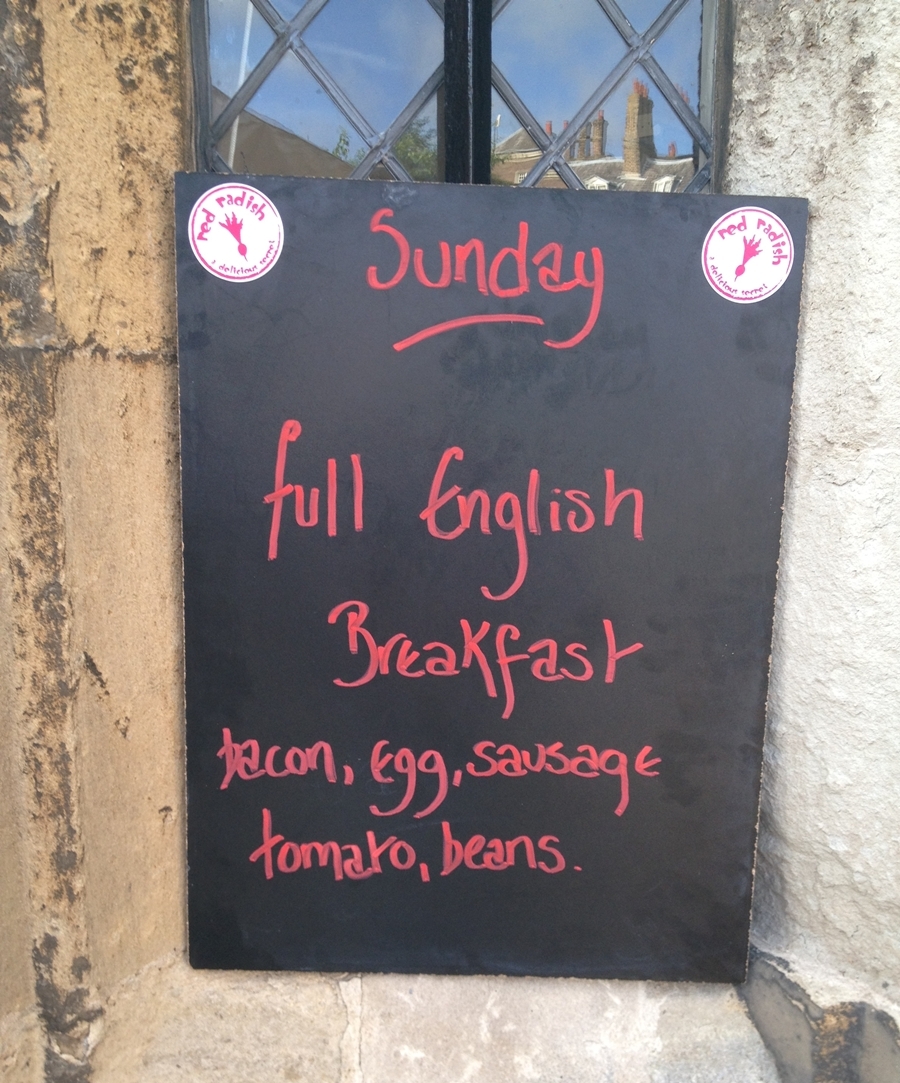 red radish
a delicious secret
red radish
a delicious secret
Sunday
full English
Breakfast
bacon, egg, sausage
tomato, beans.